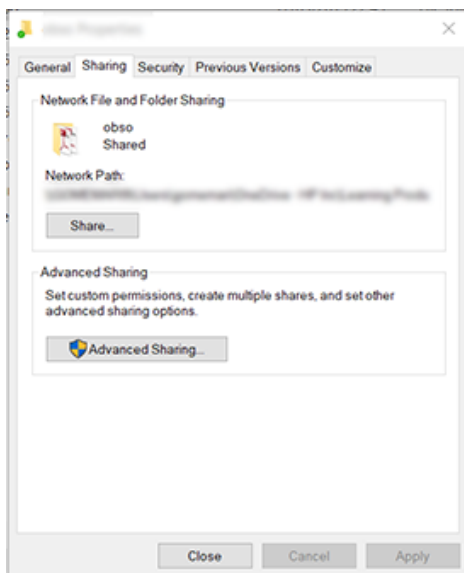 General Sharing Security Previous Versions Customize
Network File and Folder Sharing
obso
Shared
Network Path:
Share...
Advanced Sharing
Set custom permissions, create multiple shares, and set other
advanced sharing options.
Advanced Sharing...
Close Cancel Apply